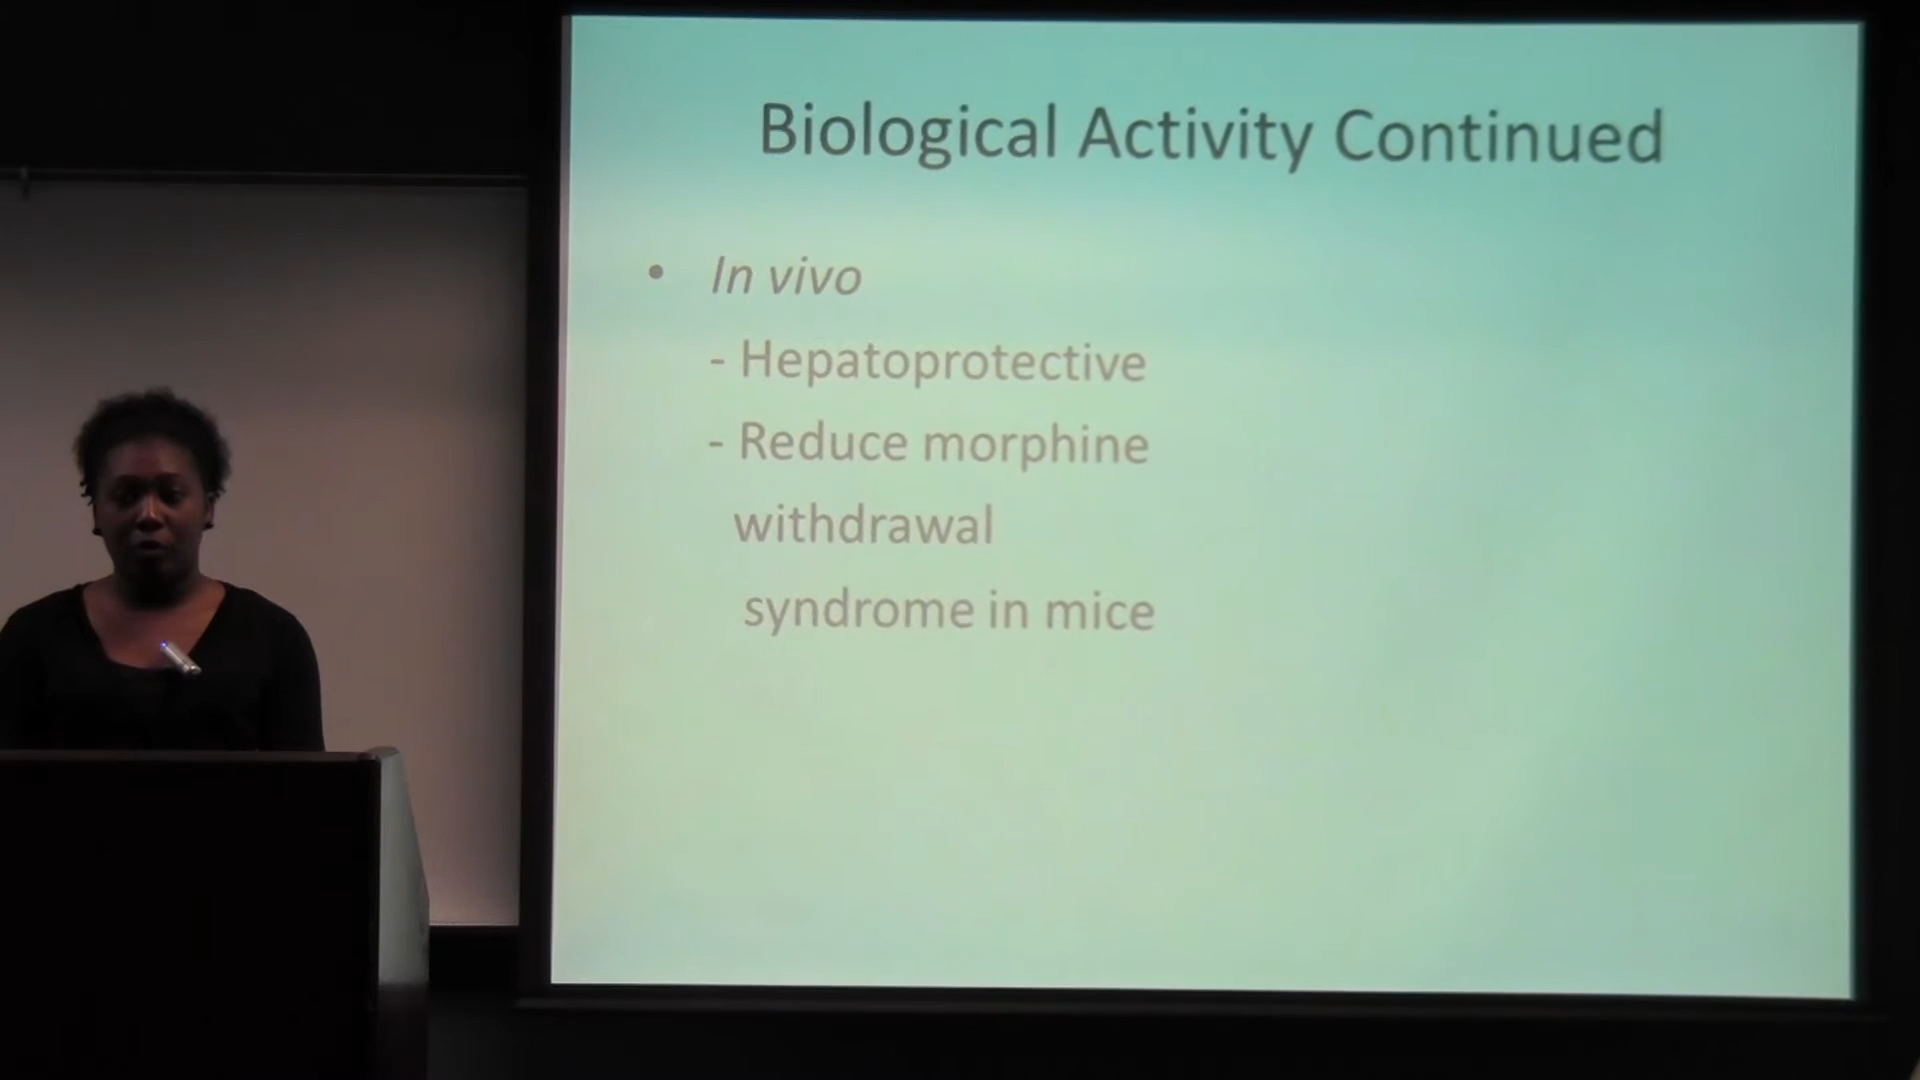 Biological Activity Continued
• In vivo
- Hepatoprotective
- Reduce morphine
withdrawal
syndrome in mice